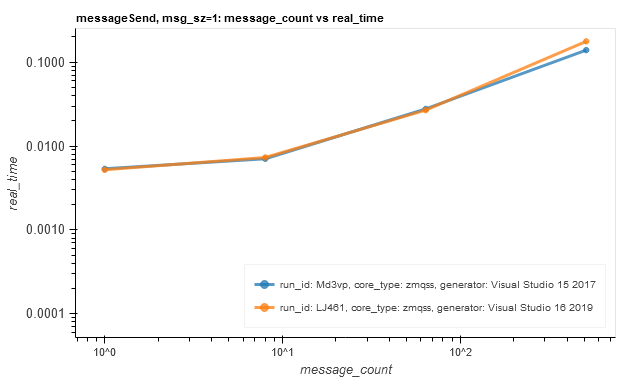 messageSend, msg_sz=1: message_count vs real_time
0.1000
0.0100
0.0010
0.0001
real_time
run_id: Md3vp, core_type: zmqss, generator: Visual Studio 15 2017
run_id: LJ461, core_type: zmqss, generator: Visual Studio 16 2019
10^0
10^1
10^2
message_count